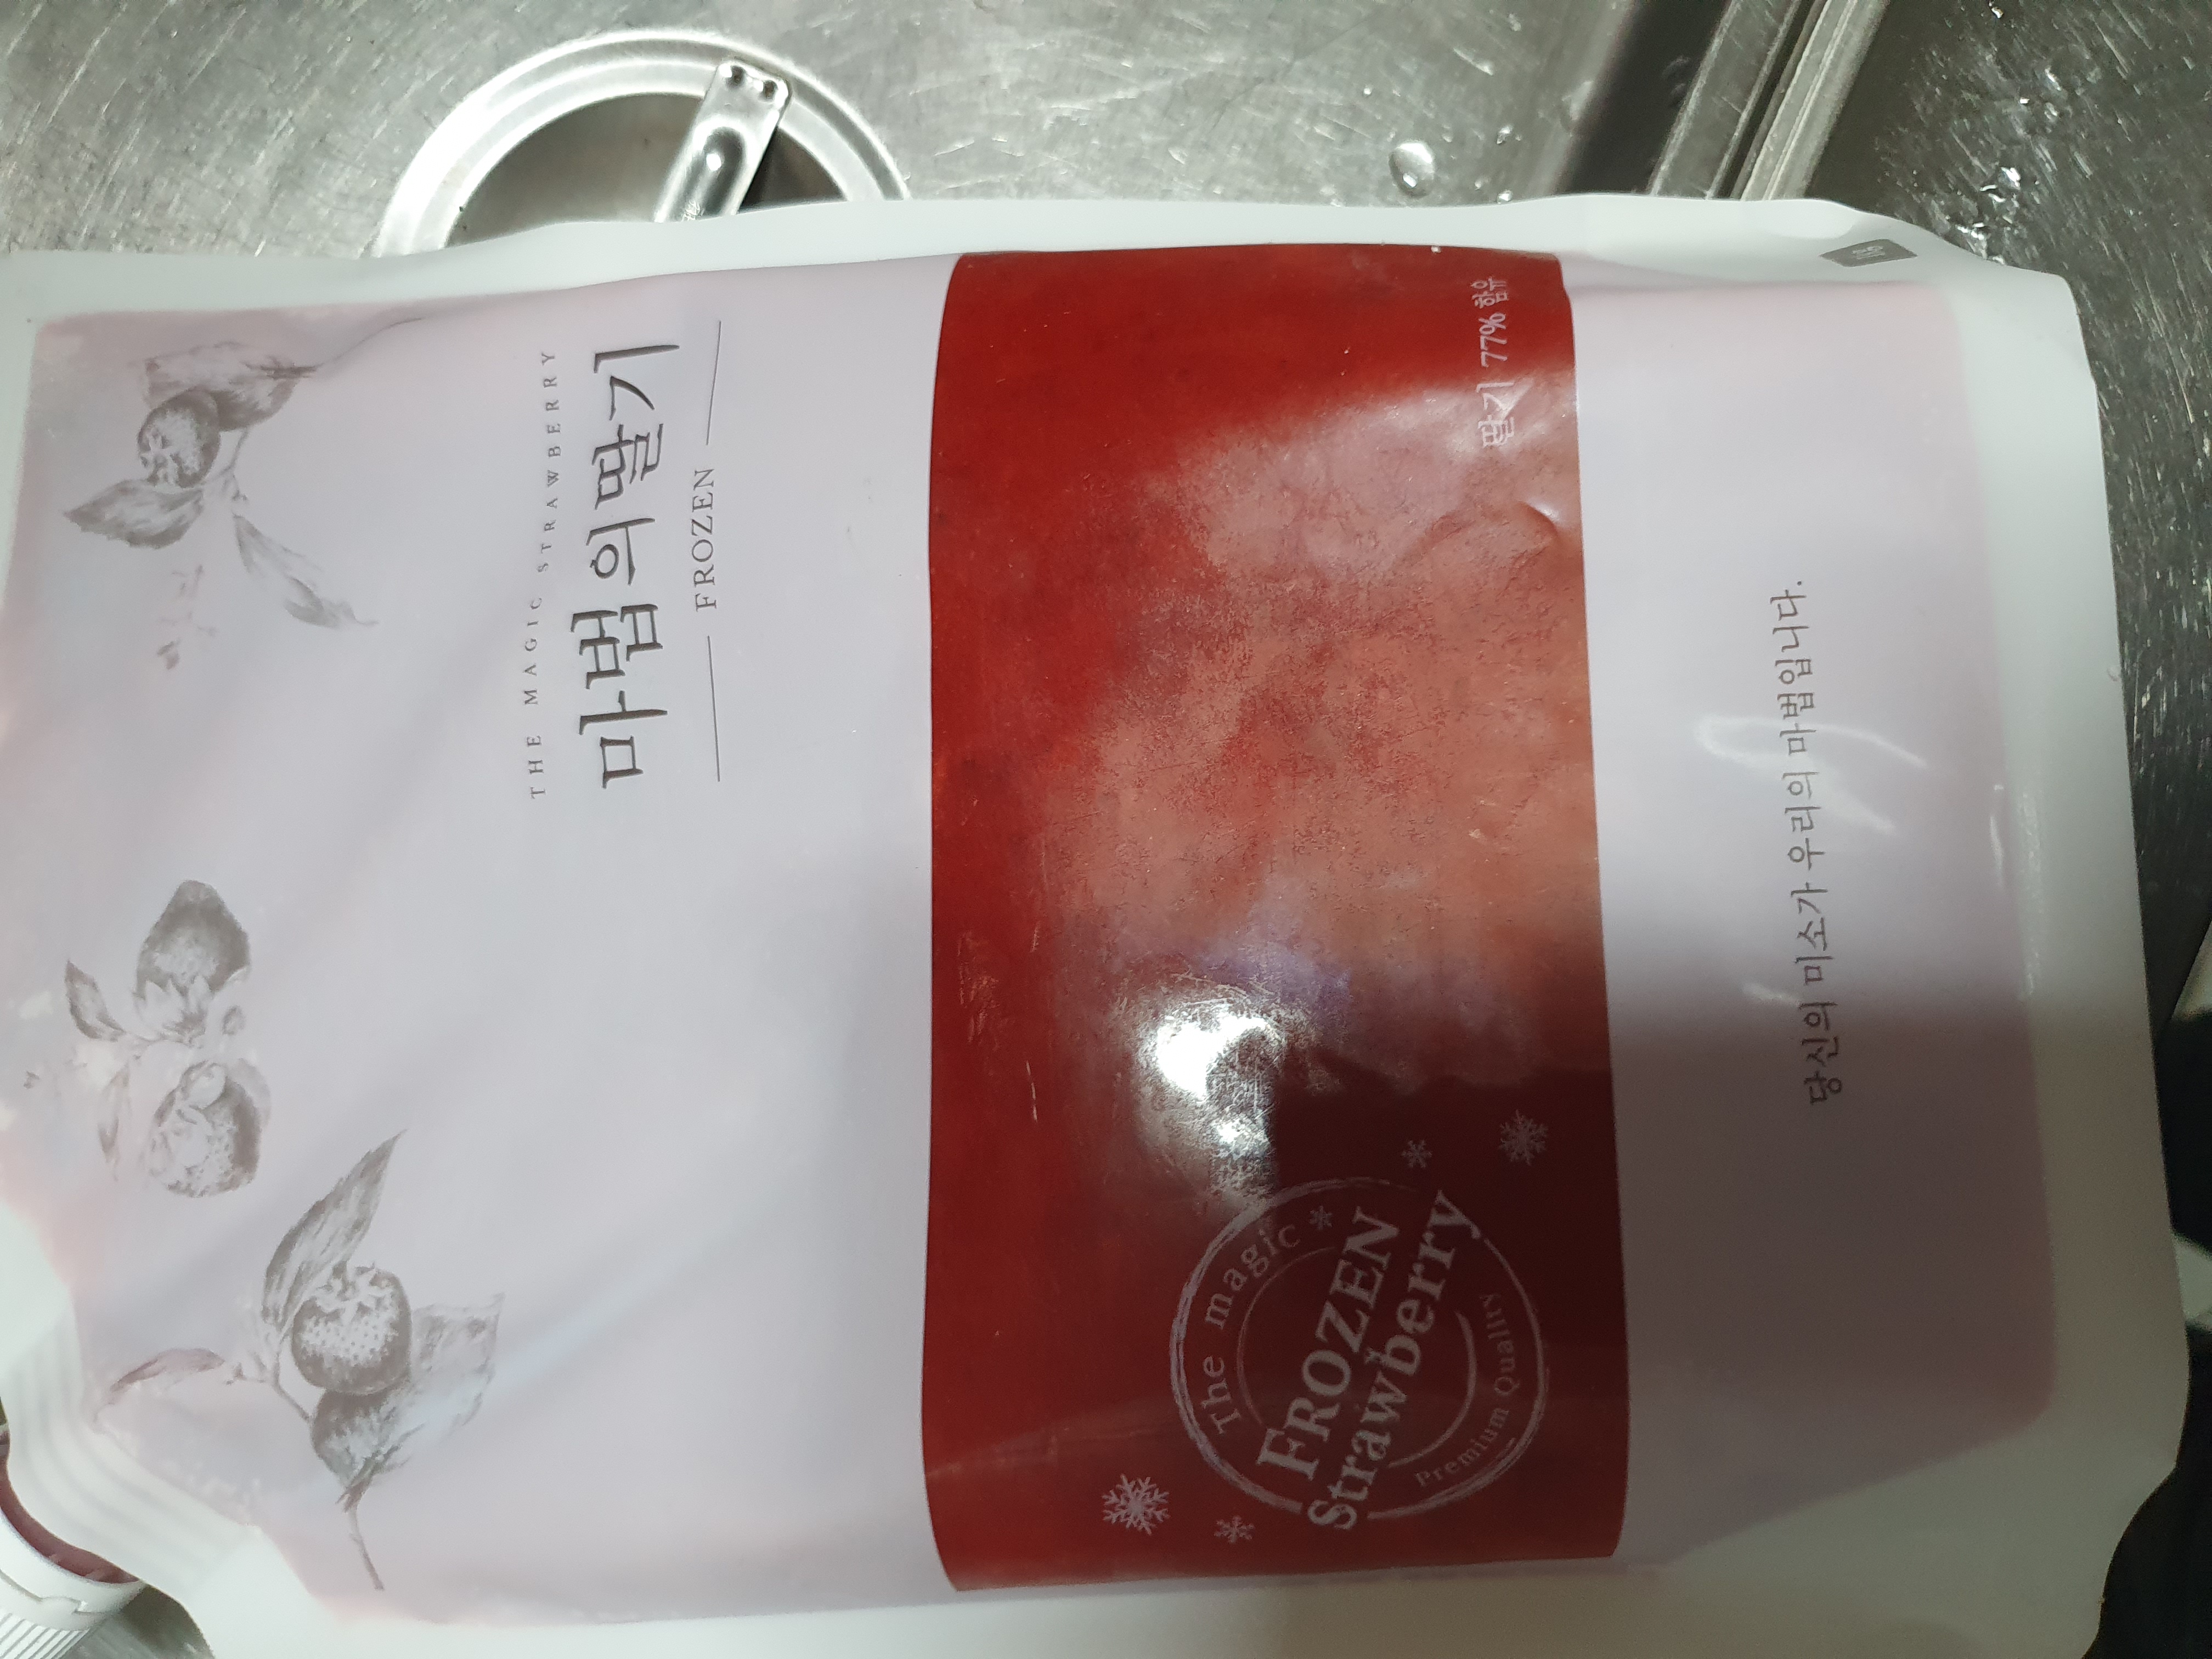 THE MAGIC STRAWBERRY
마법의딸기
FROZEN
딸기 77% 함유
The magic
FROZEN
Strawberry
Premium Quality
당신의 미소가 우리의 마법입니다.